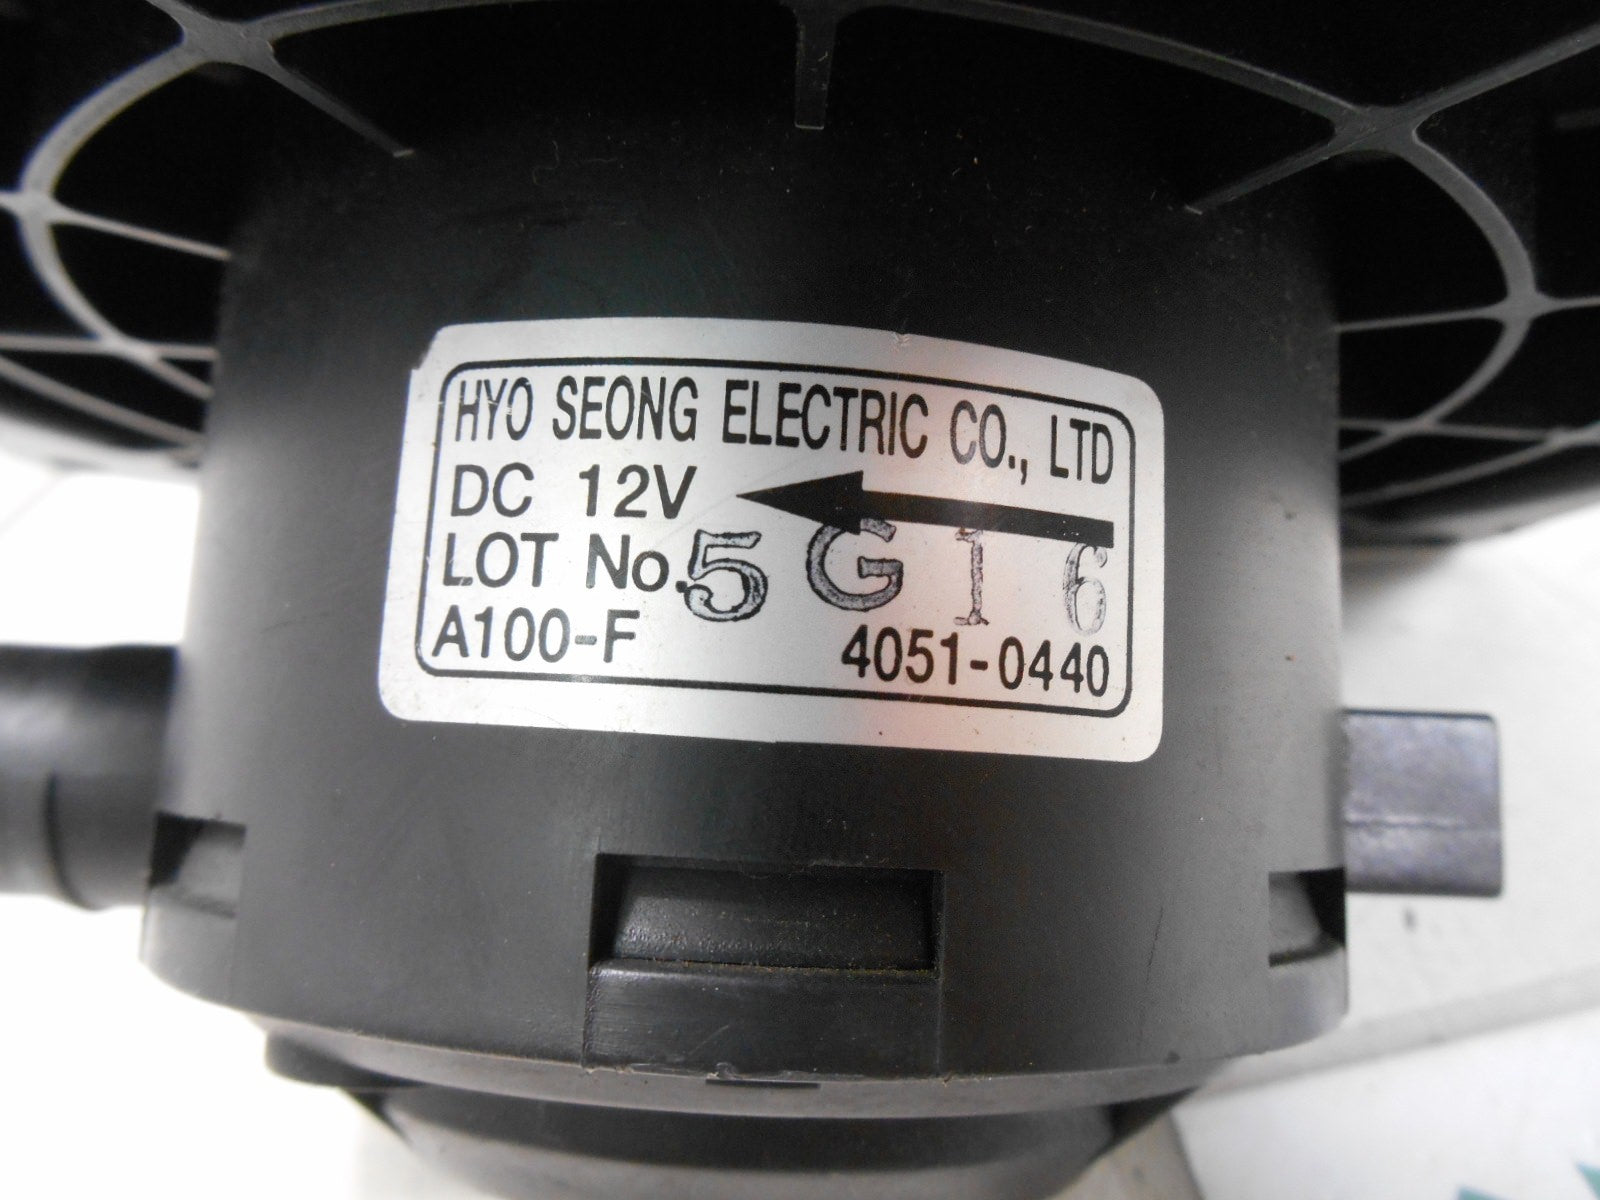 HYO SEONG ELECTRIC CO., LTD
DC 12V
LOT No. 5G16
A100-F 4051-0440